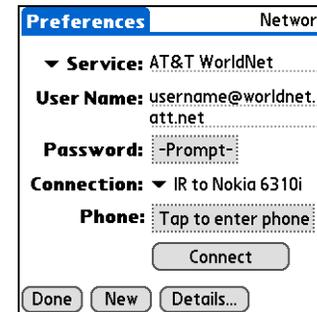 Preferences Networ
Service: AT&T WorldNet
User Name: username@worldnet.
att.net
Password: -Prompt-
Connection: IR to Nokia 6310i
Phone: Tap to enter phone
Connect
Done New Details...